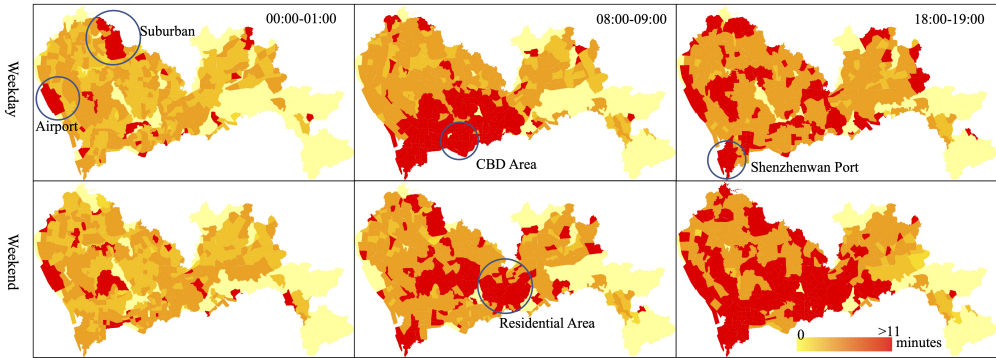 00:00-01:00
08:00-09:00
18:00-19:00
Weekday
Suburban
Airport
CBD Area
Shenzhenwan Port
Weekend
Residential Area
0
>11
minutes